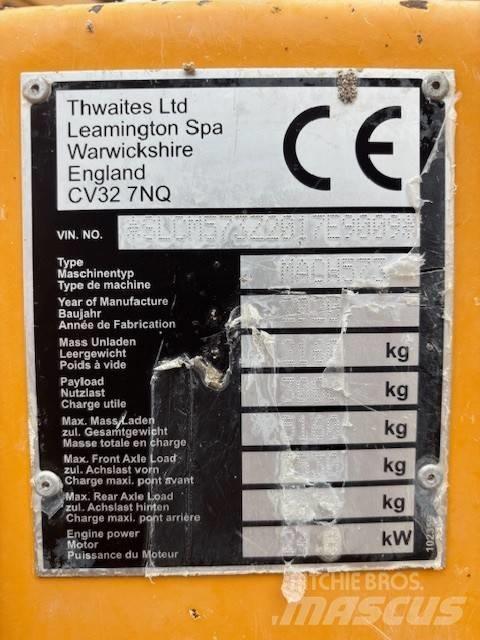 Thwaites Ltd
Leamington Spa
Warwickshire
England
CV32 7NQ
CE
VIN. NO.
Type
Maschinentyp
Type de machine
Year of Manufacture
Baujahr
Année de Fabrication
Mass Unladen
Leergewicht
Poids à vide
kg
Payload
Nutzlast
Charge utile
kg
Max. Mass Laden
zul. Gesamtgewicht
Masse totale en charge
kg
Max. Front Axle Load
zul. Achslast vorn
Charge maxi. pont avant
kg
Max. Rear Axle Load
zul. Achslast hinten
Charge maxi. pont arrière
kg
Engine power
Motor
Puissance du Moteur
kW
RITCHIE BROS.
MASCUS